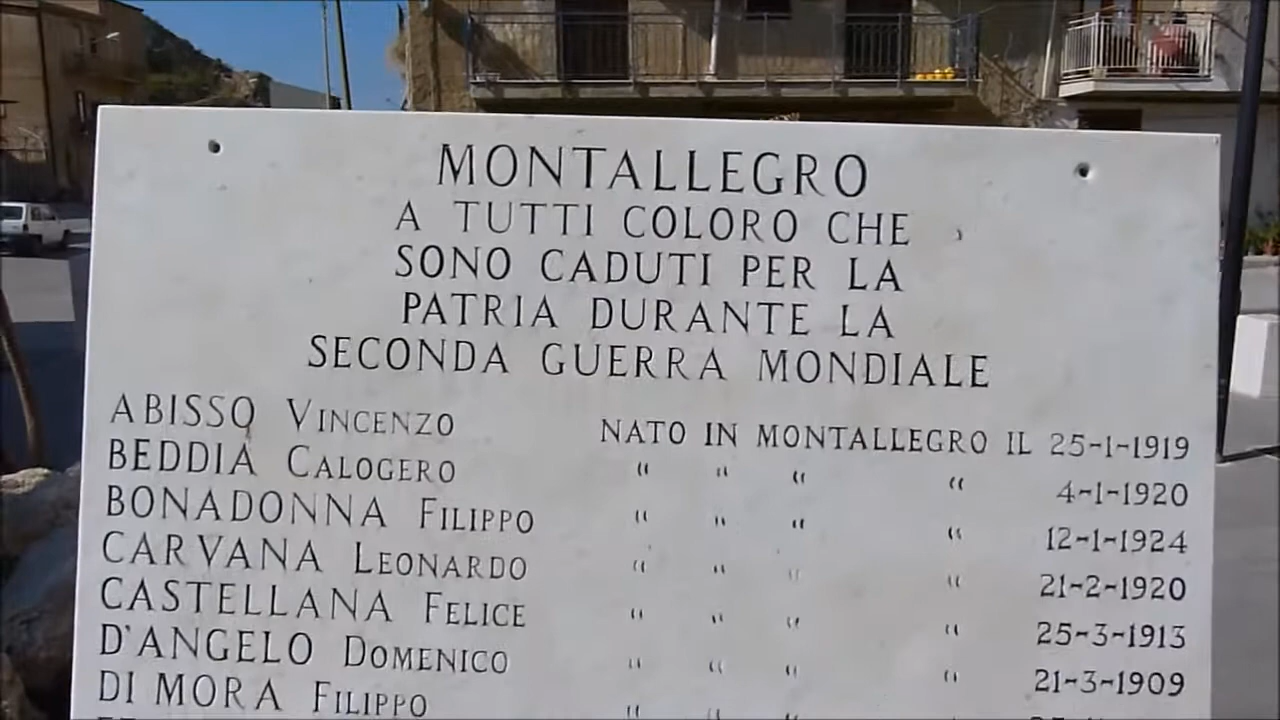 MONTALLEGRO
A TUTTI COLORO CHE
SONO CADUTI PER LA
PATRIA DURANTE LA
SECONDA GUERRA MONDIALE
ABISSO VINCENZO NATO IN MONTALLEGRO IL 25-1-1919
BEDDIA CALOGERO “ “ “ “ 4-1-1920
BONADONNA FILIPPO “ “ “ “ 12-1-1924
CARVANA LEONARDO “ “ “ “ 21-2-1920
CASTELLANA FELICE “ “ “ “ 25-3-1913
D'ANGELO DOMENICO “ “ “ “ 21-3-1909
DI MORA FILIPPO “ “ “ “